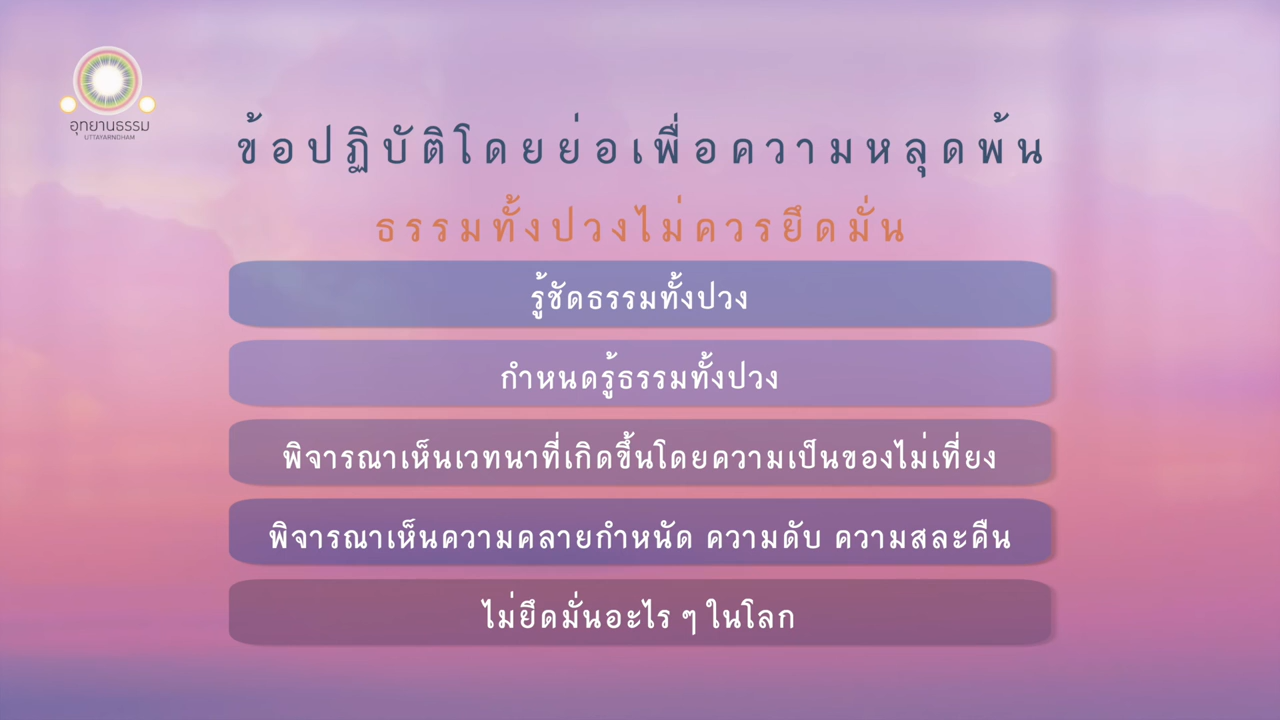 อุทยานธรรม
UTTAYARNDHAM
ข้อปฏิบัติโดยย่อเพื่อความหลุดพ้น
ธรรมทั้งปวงไม่ควรยึดมั่น
รู้ชัดธรรมทั้งปวง
กำหนดรู้ธรรมทั้งปวง
พิจารณาเห็นเวทนาที่เกิดขึ้นโดยความเป็นของไม่เที่ยง
พิจารณาเห็นความคลายกำหนัด ความดับ ความสละคืน
ไม่ยึดมั่นอะไร ๆ ในโลก